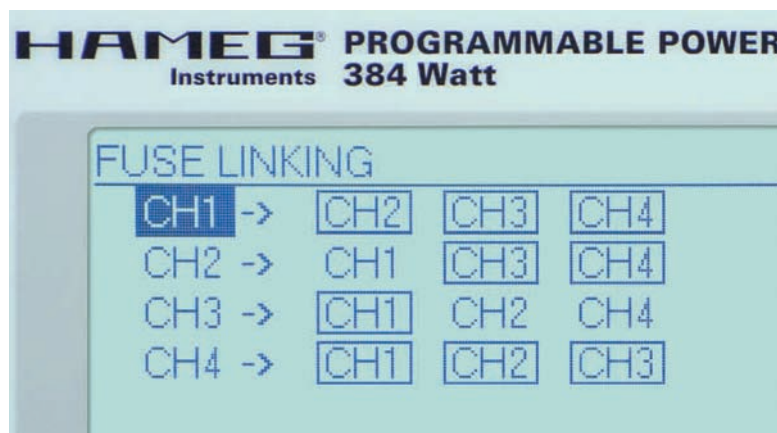 HAMEG® PROGRAMMABLE POWER
Instruments 384 Watt
FUSE LINKING
CH1 -> CH2 CH3 CH4
CH2 -> CH1 CH3 CH4
CH3 -> CH1 CH2 CH4
CH4 -> CH1 CH2 CH3